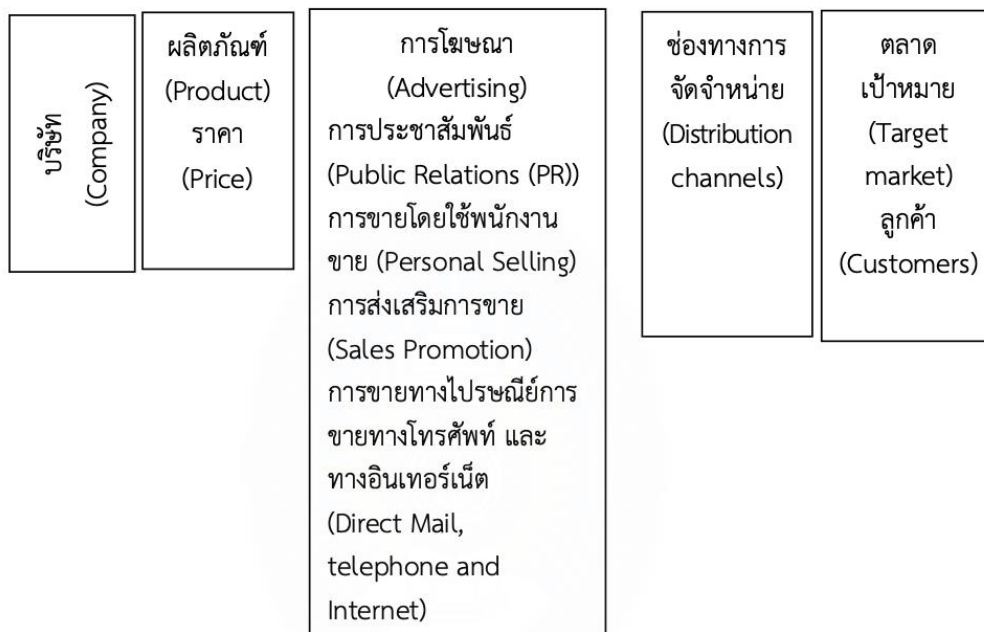 บริษัท
(Company)
ผลิตภัณฑ์
(Product)
ราคา
(Price)
การโฆษณา
(Advertising)
การประชาสัมพันธ์
(Public Relations (PR))
การขายโดยใช้พนักงาน
ขาย (Personal Selling)
การส่งเสริมการขาย
(Sales Promotion)
การขายทางไปรษณีย์การ
ขายทางโทรศัพท์ และ
ทางอินเทอร์เน็ต
(Direct Mail,
telephone and
Internet)
ช่องทางการ
จัดจำหน่าย
(Distribution
channels)
ตลาด
เป้าหมาย
(Target
market)
ลูกค้า
(Customers)